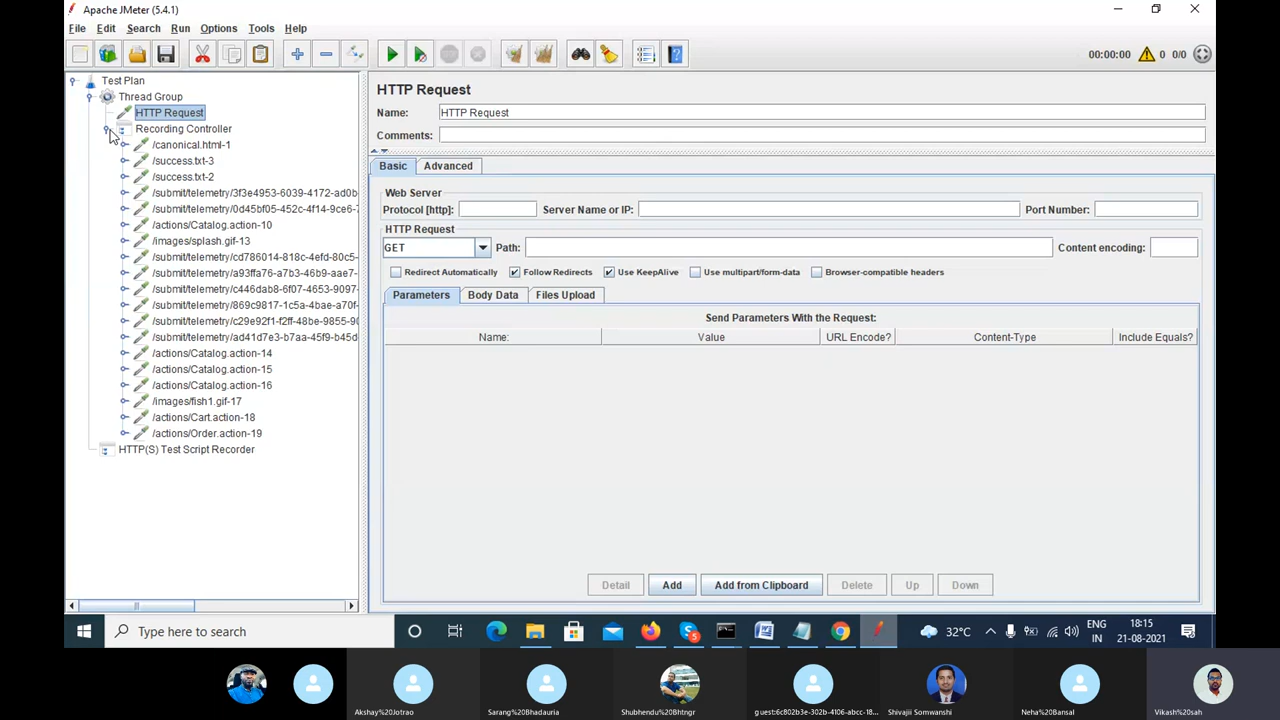 Apache JMeter (5.4.1)
File Edit Search Run Options Tools Help
00:00:00 0 0/0
Test Plan
Thread Group
HTTP Request
Recording Controller
/canonical.html-1
/success.txt-3
/success.txt-2
/submit/telemetry/3f3e4953-6039-4172-ad0b
/submit/telemetry/0d45bf05-452c-4f14-9ce6-7
/actions/Catalog.action-10
/images/splash.gif-13
/submit/telemetry/cd786014-818c-4efd-80c5-
/submit/telemetry/a93ffa76-a7b3-46b9-aae7-
/submit/telemetry/c446dab8-6f07-4653-9097-
/submit/telemetry/869c9817-1c5a-4bae-a70f-
/submit/telemetry/c29e92f1-f2ff-48be-9855-90
/submit/telemetry/ad41d7e3-b7aa-45f9-b45d
/actions/Catalog.action-14
/actions/Catalog.action-15
/actions/Catalog.action-16
/images/fish1.gif-17
/actions/Cart.action-18
/actions/Order.action-19
HTTP(S) Test Script Recorder
HTTP Request
Name: HTTP Request
Comments:
Basic Advanced
Web Server
Protocol [http]: Server Name or IP: Port Number:
HTTP Request
GET Path: Content encoding:
Redirect Automatically Follow Redirects Use KeepAlive Use multipart/form-data Browser-compatible headers
Parameters Body Data Files Upload
Send Parameters With the Request:
Name: Value URL Encode? Content-Type Include Equals?
Detail Add Add from Clipboard Delete Up Down
Type here to search
32°C
ENG
IN
18:15
21-08-2021
Akshay%20Jotrao
Sarang%20Bhadauria
Shubhendu%20Bhtngr
guest:6c802b3e-302b-4106-abcc-18...
Shivajii Somwanshi
Neha%20Bansal
Vikash%20sah